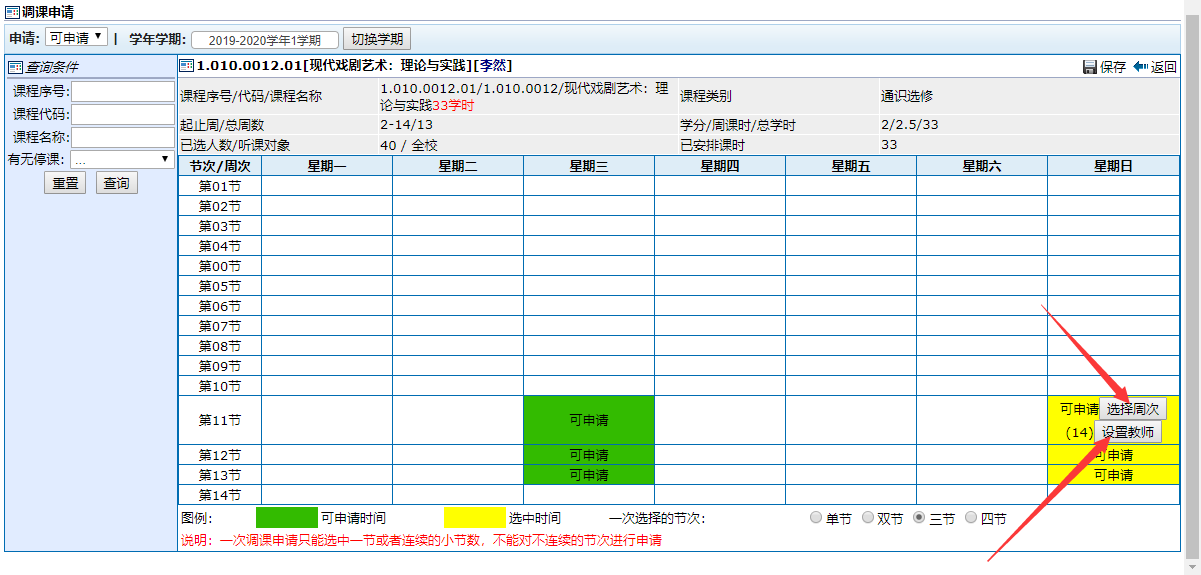 调课申请
申请: 可申请 | 学年学期: 2019-2020学年1学期 切换学期
查询条件
课程序号:
课程代码:
课程名称:
有无停课: ...
重置 查询
1.010.0012.01[现代戏剧艺术：理论与实践][李然] 保存 返回
课程序号/代码/课程名称 1.010.0012.01/1.010.0012/现代戏剧艺术：理 课程类别 通识选修
论与实践33学时
起止周/总周数 2-14/13 学分/周课时/总学时 2/2.5/33
已选人数/听课对象 40 / 全校 已安排课时 33
节次/周次 星期一 星期二 星期三 星期四 星期五 星期六 星期日
第01节
第02节
第03节
第04节
第00节
第05节
第06节
第07节
第08节
第09节
第10节
第11节 可申请 可申请 选择周次
(14) 设置教师
第12节 可申请 可申请
第13节 可申请 可申请
第14节
图例: 可申请时间 选中时间 一次选择的节次: 单节 双节 三节 四节
说明：一次调课申请只能选中一节或者连续的小节数，不能对不连续的节次进行申请